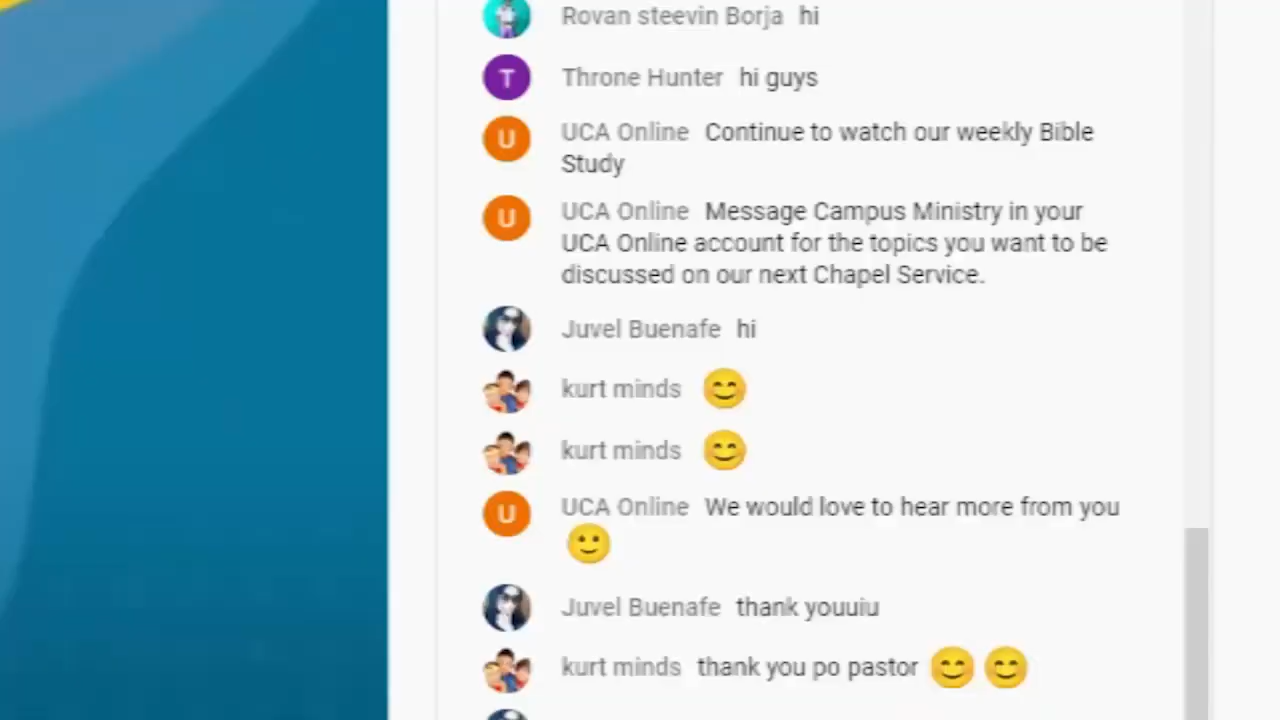 Rovan steevin Borja hi
T
Throne Hunter hi guys
U
UCA Online Continue to watch our weekly Bible
Study
U
UCA Online Message Campus Ministry in your
UCA Online account for the topics you want to be
discussed on our next Chapel Service.
Juvel Buenafe hi
kurt minds 😊
kurt minds 😊
U
UCA Online We would love to hear more from you
🙂
Juvel Buenafe thank youuiu
kurt minds thank you po pastor 😊😊